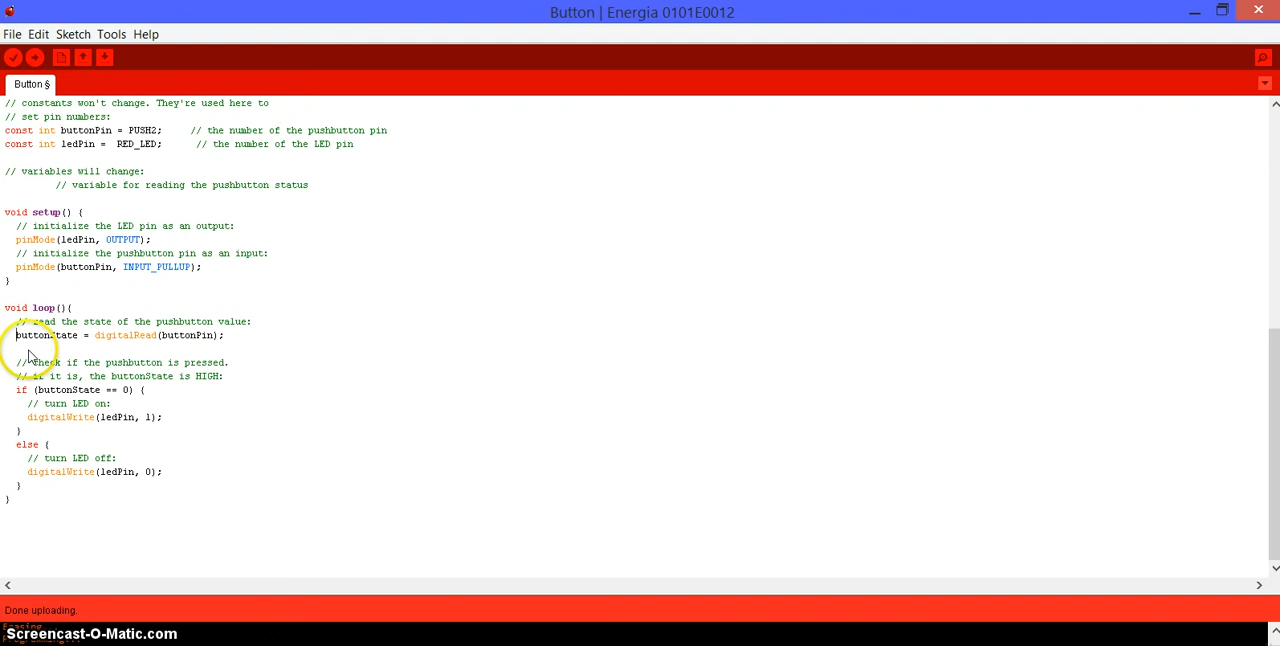 Button | Energia 0101E0012
File Edit Sketch Tools Help
Button §
// constants won't change. They're used here to
// set pin numbers:
const int buttonPin = PUSH2;     // the number of the pushbutton pin
const int ledPin =  RED_LED;      // the number of the LED pin
// variables will change:
// variable for reading the pushbutton status
void setup() {
// initialize the LED pin as an output:
pinMode(ledPin, OUTPUT);
// initialize the pushbutton pin as an input:
pinMode(buttonPin, INPUT_PULLUP);
}
void loop(){
// read the state of the pushbutton value:
buttonState = digitalRead(buttonPin);
// check if the pushbutton is pressed.
// if it is, the buttonState is HIGH:
if (buttonState == 0) {
// turn LED on:
digitalWrite(ledPin, 1);
}
else {
// turn LED off:
digitalWrite(ledPin, 0);
}
}
Done uploading.
Screencast-O-Matic.com